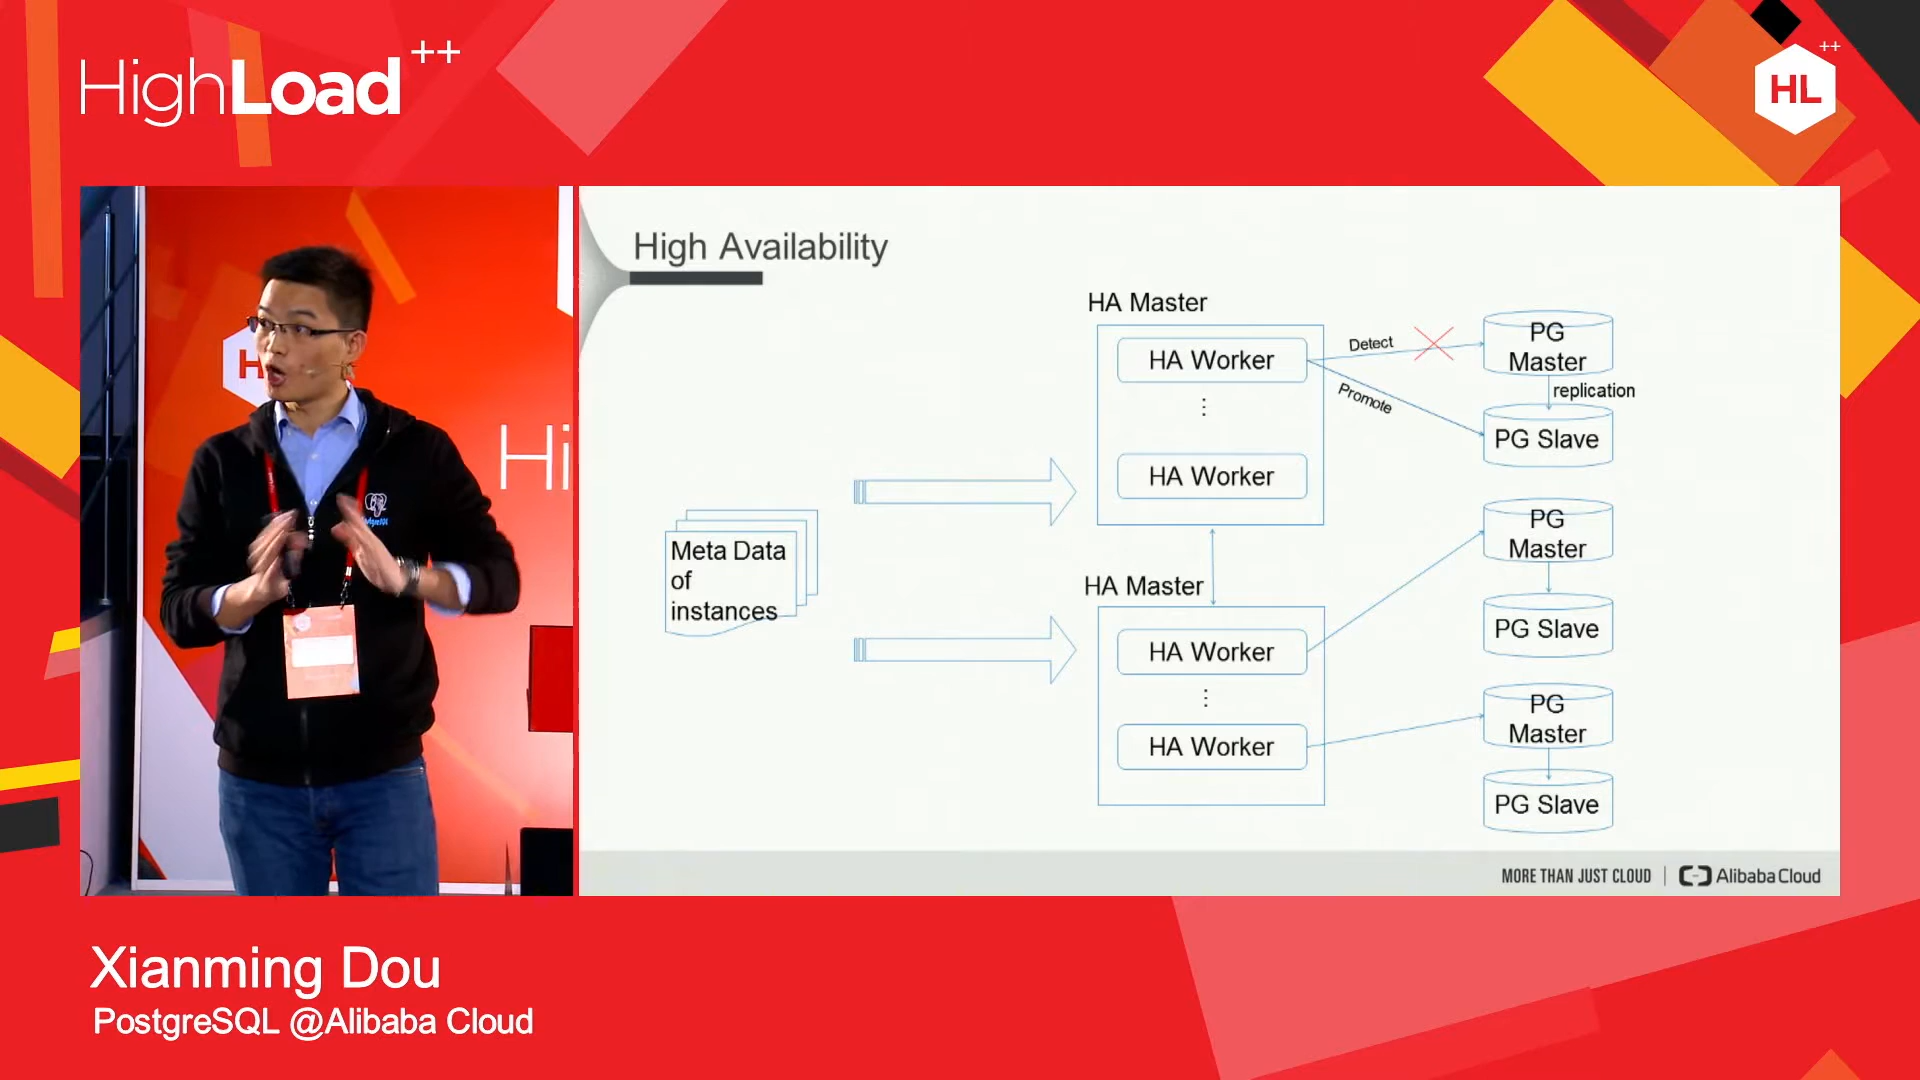 HighLoad++
HL++
H
Hi
High Availability
HA Master
HA Worker
⋮
HA Worker
Detect
Promote
PG
Master
replication
PG Slave
Meta Data
of
instances
HA Master
HA Worker
⋮
HA Worker
PG
Master
PG Slave
PG
Master
PG Slave
MORE THAN JUST CLOUD | Alibaba Cloud
Xianming Dou
PostgreSQL @Alibaba Cloud